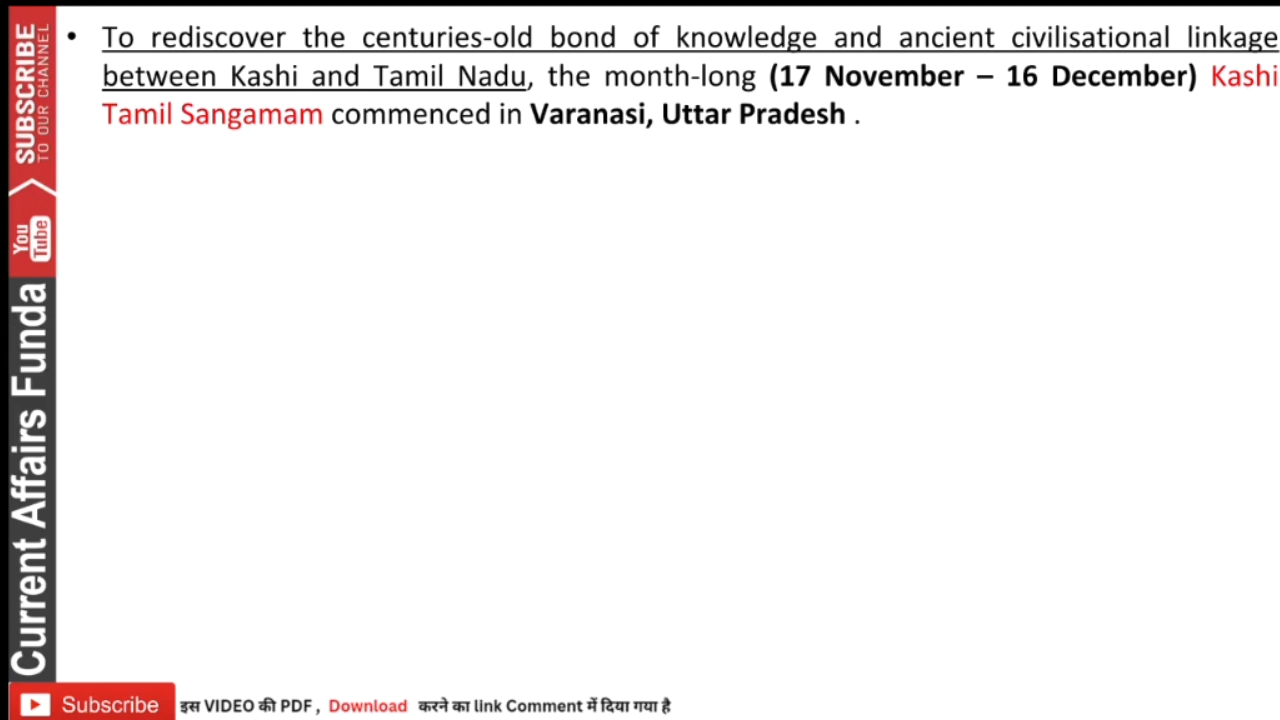 • To rediscover the centuries-old bond of knowledge and ancient civilisational linkage
between Kashi and Tamil Nadu, the month-long (17 November – 16 December) Kashi
Tamil Sangamam commenced in Varanasi, Uttar Pradesh .
SUBSCRIBE
TO OUR CHANNEL
You
Tube
Current Affairs Funda
Subscribe इस VIDEO की PDF , Download करने का link Comment में दिया गया है